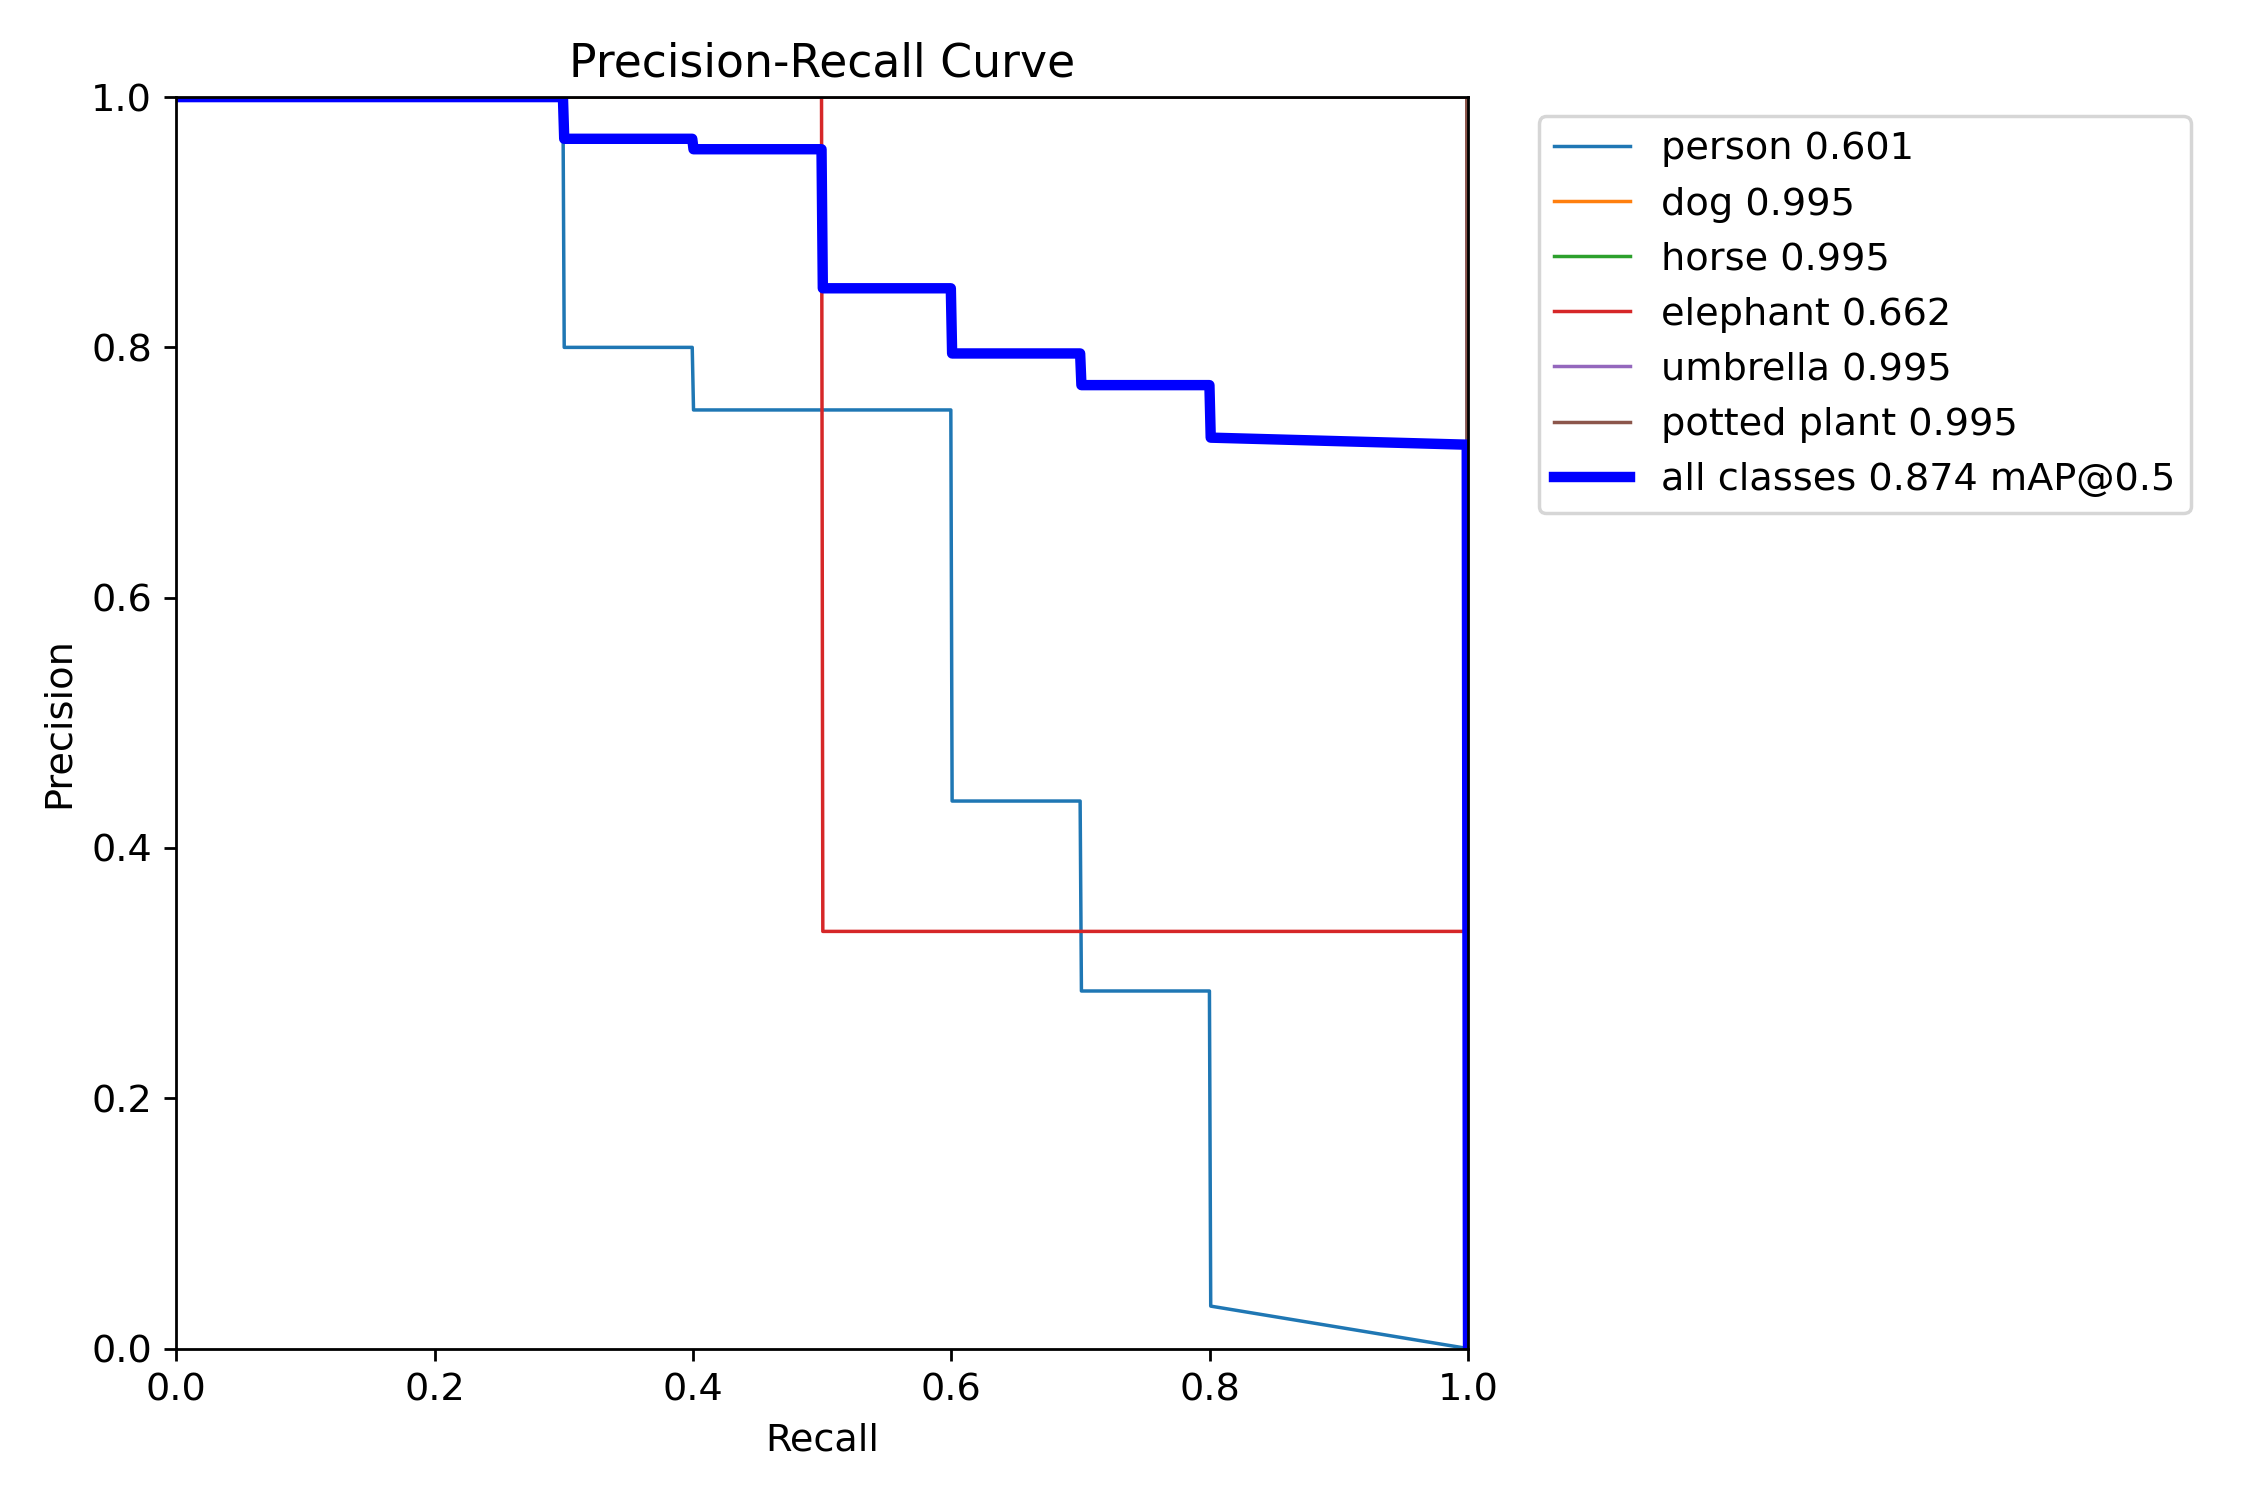 Precision-Recall Curve
1.0
0.8
0.6
0.4
0.2
0.0
Precision
0.0 0.2 0.4 0.6 0.8 1.0
Recall
person 0.601
dog 0.995
horse 0.995
elephant 0.662
umbrella 0.995
potted plant 0.995
all classes 0.874 mAP@0.5